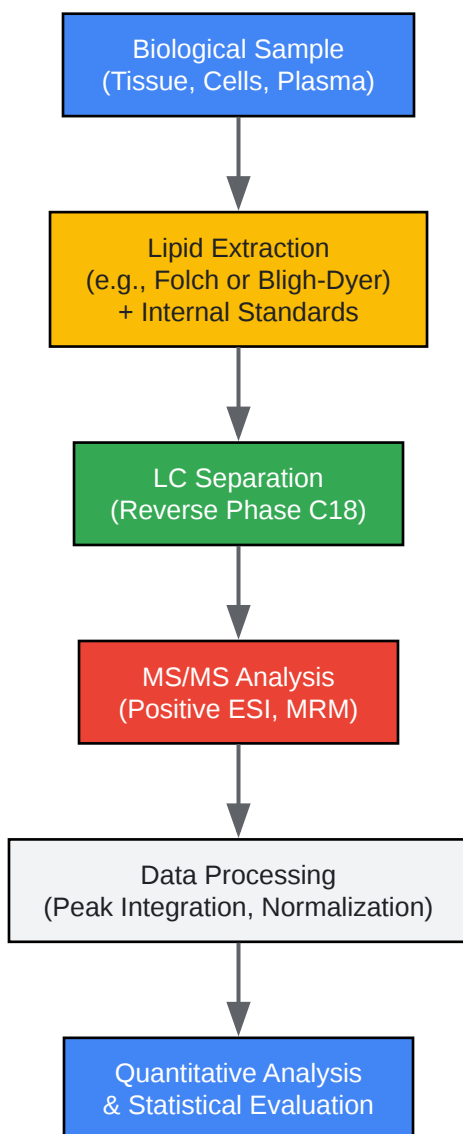 Biological Sample
(Tissue, Cells, Plasma)
Lipid Extraction
(e.g., Folch or Bligh-Dyer)
+ Internal Standards
LC Separation
(Reverse Phase C18)
MS/MS Analysis
(Positive ESI, MRM)
Data Processing
(Peak Integration, Normalization)
Quantitative Analysis
& Statistical Evaluation